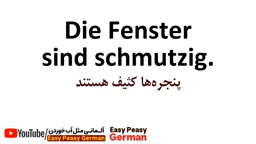 Die Fenster
sind schmutzig.
پنجره‌ها کثیف هستند
YouTube/ آلمانی مثل آب خوردن Easy Peasy German
Easy Peasy German